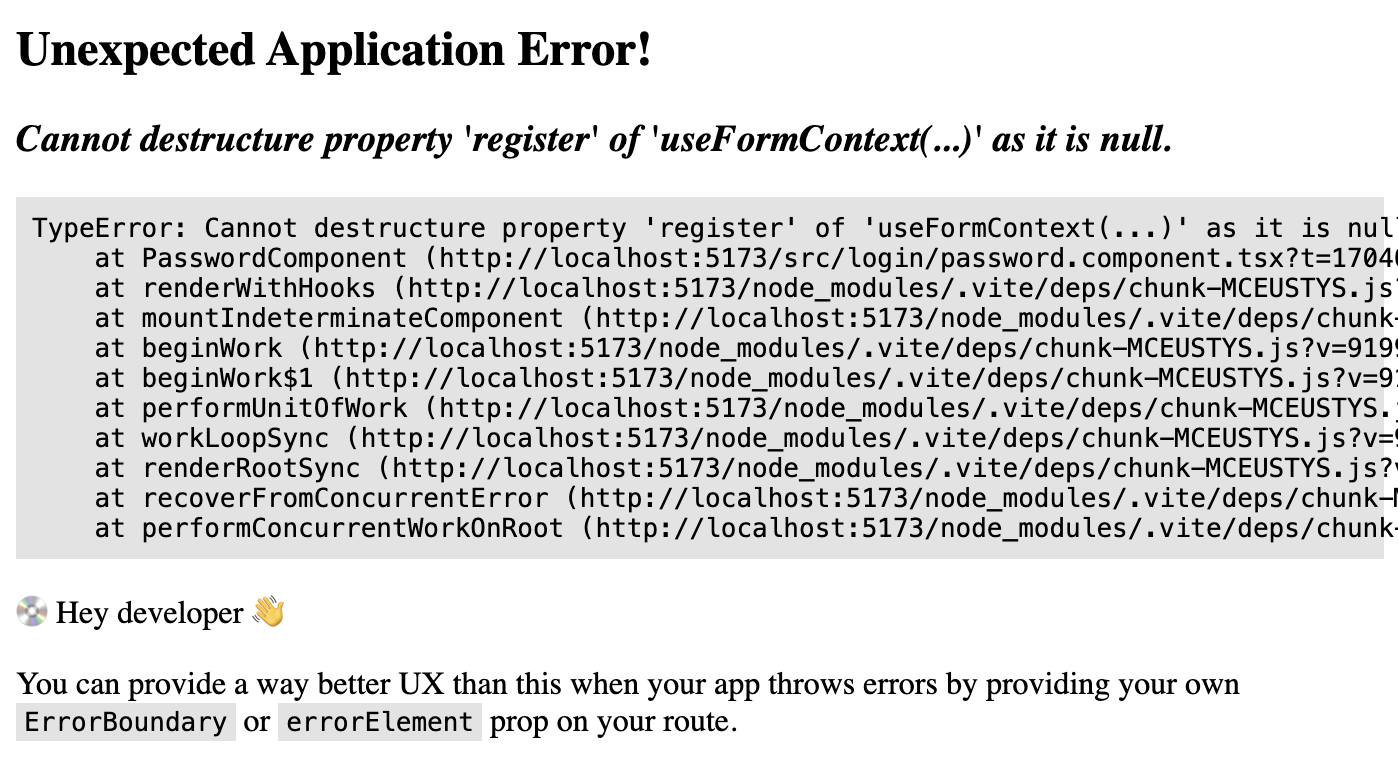 Unexpected Application Error!
Cannot destructure property 'register' of 'useFormContext(...)' as it is null.
TypeError: Cannot destructure property 'register' of 'useFormContext(...)' as it is nul
at PasswordComponent (http://localhost:5173/src/login/password.component.tsx?t=1704
at renderWithHooks (http://localhost:5173/node_modules/.vite/deps/chunk-MCEUSTYS.js
at mountIndeterminateComponent (http://localhost:5173/node_modules/.vite/deps/chunk-
at beginWork (http://localhost:5173/node_modules/.vite/deps/chunk-MCEUSTYS.js?v=919
at beginWork$1 (http://localhost:5173/node_modules/.vite/deps/chunk-MCEUSTYS.js?v=9
at performUnitOfWork (http://localhost:5173/node_modules/.vite/deps/chunk-MCEUSTYS.
at workLoopSync (http://localhost:5173/node_modules/.vite/deps/chunk-MCEUSTYS.js?v=
at renderRootSync (http://localhost:5173/node_modules/.vite/deps/chunk-MCEUSTYS.js?
at recoverFromConcurrentError (http://localhost:5173/node_modules/.vite/deps/chunk-
at performConcurrentWorkOnRoot (http://localhost:5173/node_modules/.vite/deps/chunk-
💿 Hey developer 👋
You can provide a way better UX than this when your app throws errors by providing your own
ErrorBoundary or errorElement prop on your route.